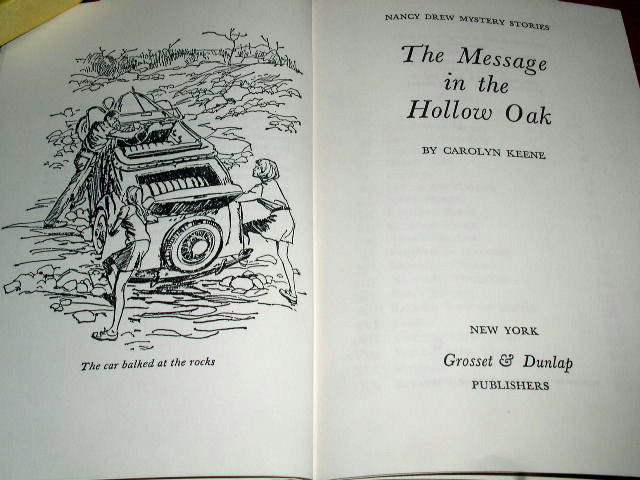 The car balked at the rocks
NANCY DREW MYSTERY STORIES
The Message
in the
Hollow Oak
BY CAROLYN KEENE
NEW YORK
Grosset & Dunlap
PUBLISHERS